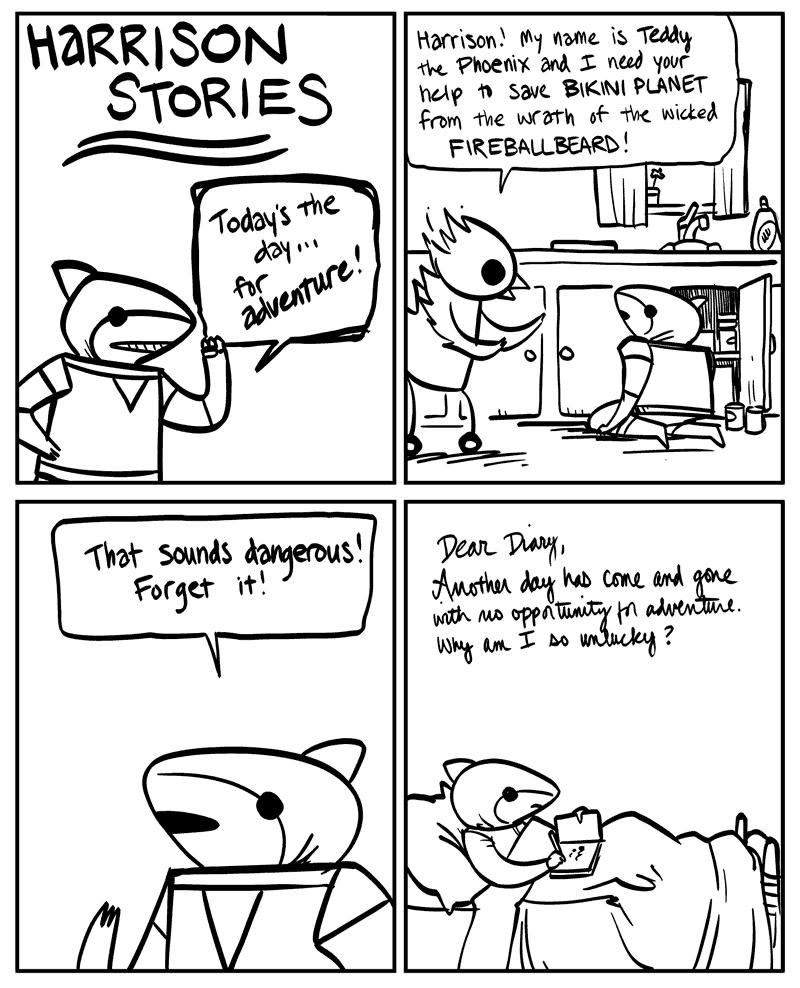 HARRISON
STORIES
Today's the
day...
for
adventure!
Harrison! My name is Teddy
the Phoenix and I need your
help to save BIKINI PLANET
from the wrath of the wicked
FIREBALLBEARD!
That sounds dangerous!
Forget it!
Dear Diary,
Another day has come and gone
with no opportunity for adventure.
Why am I so unlucky?